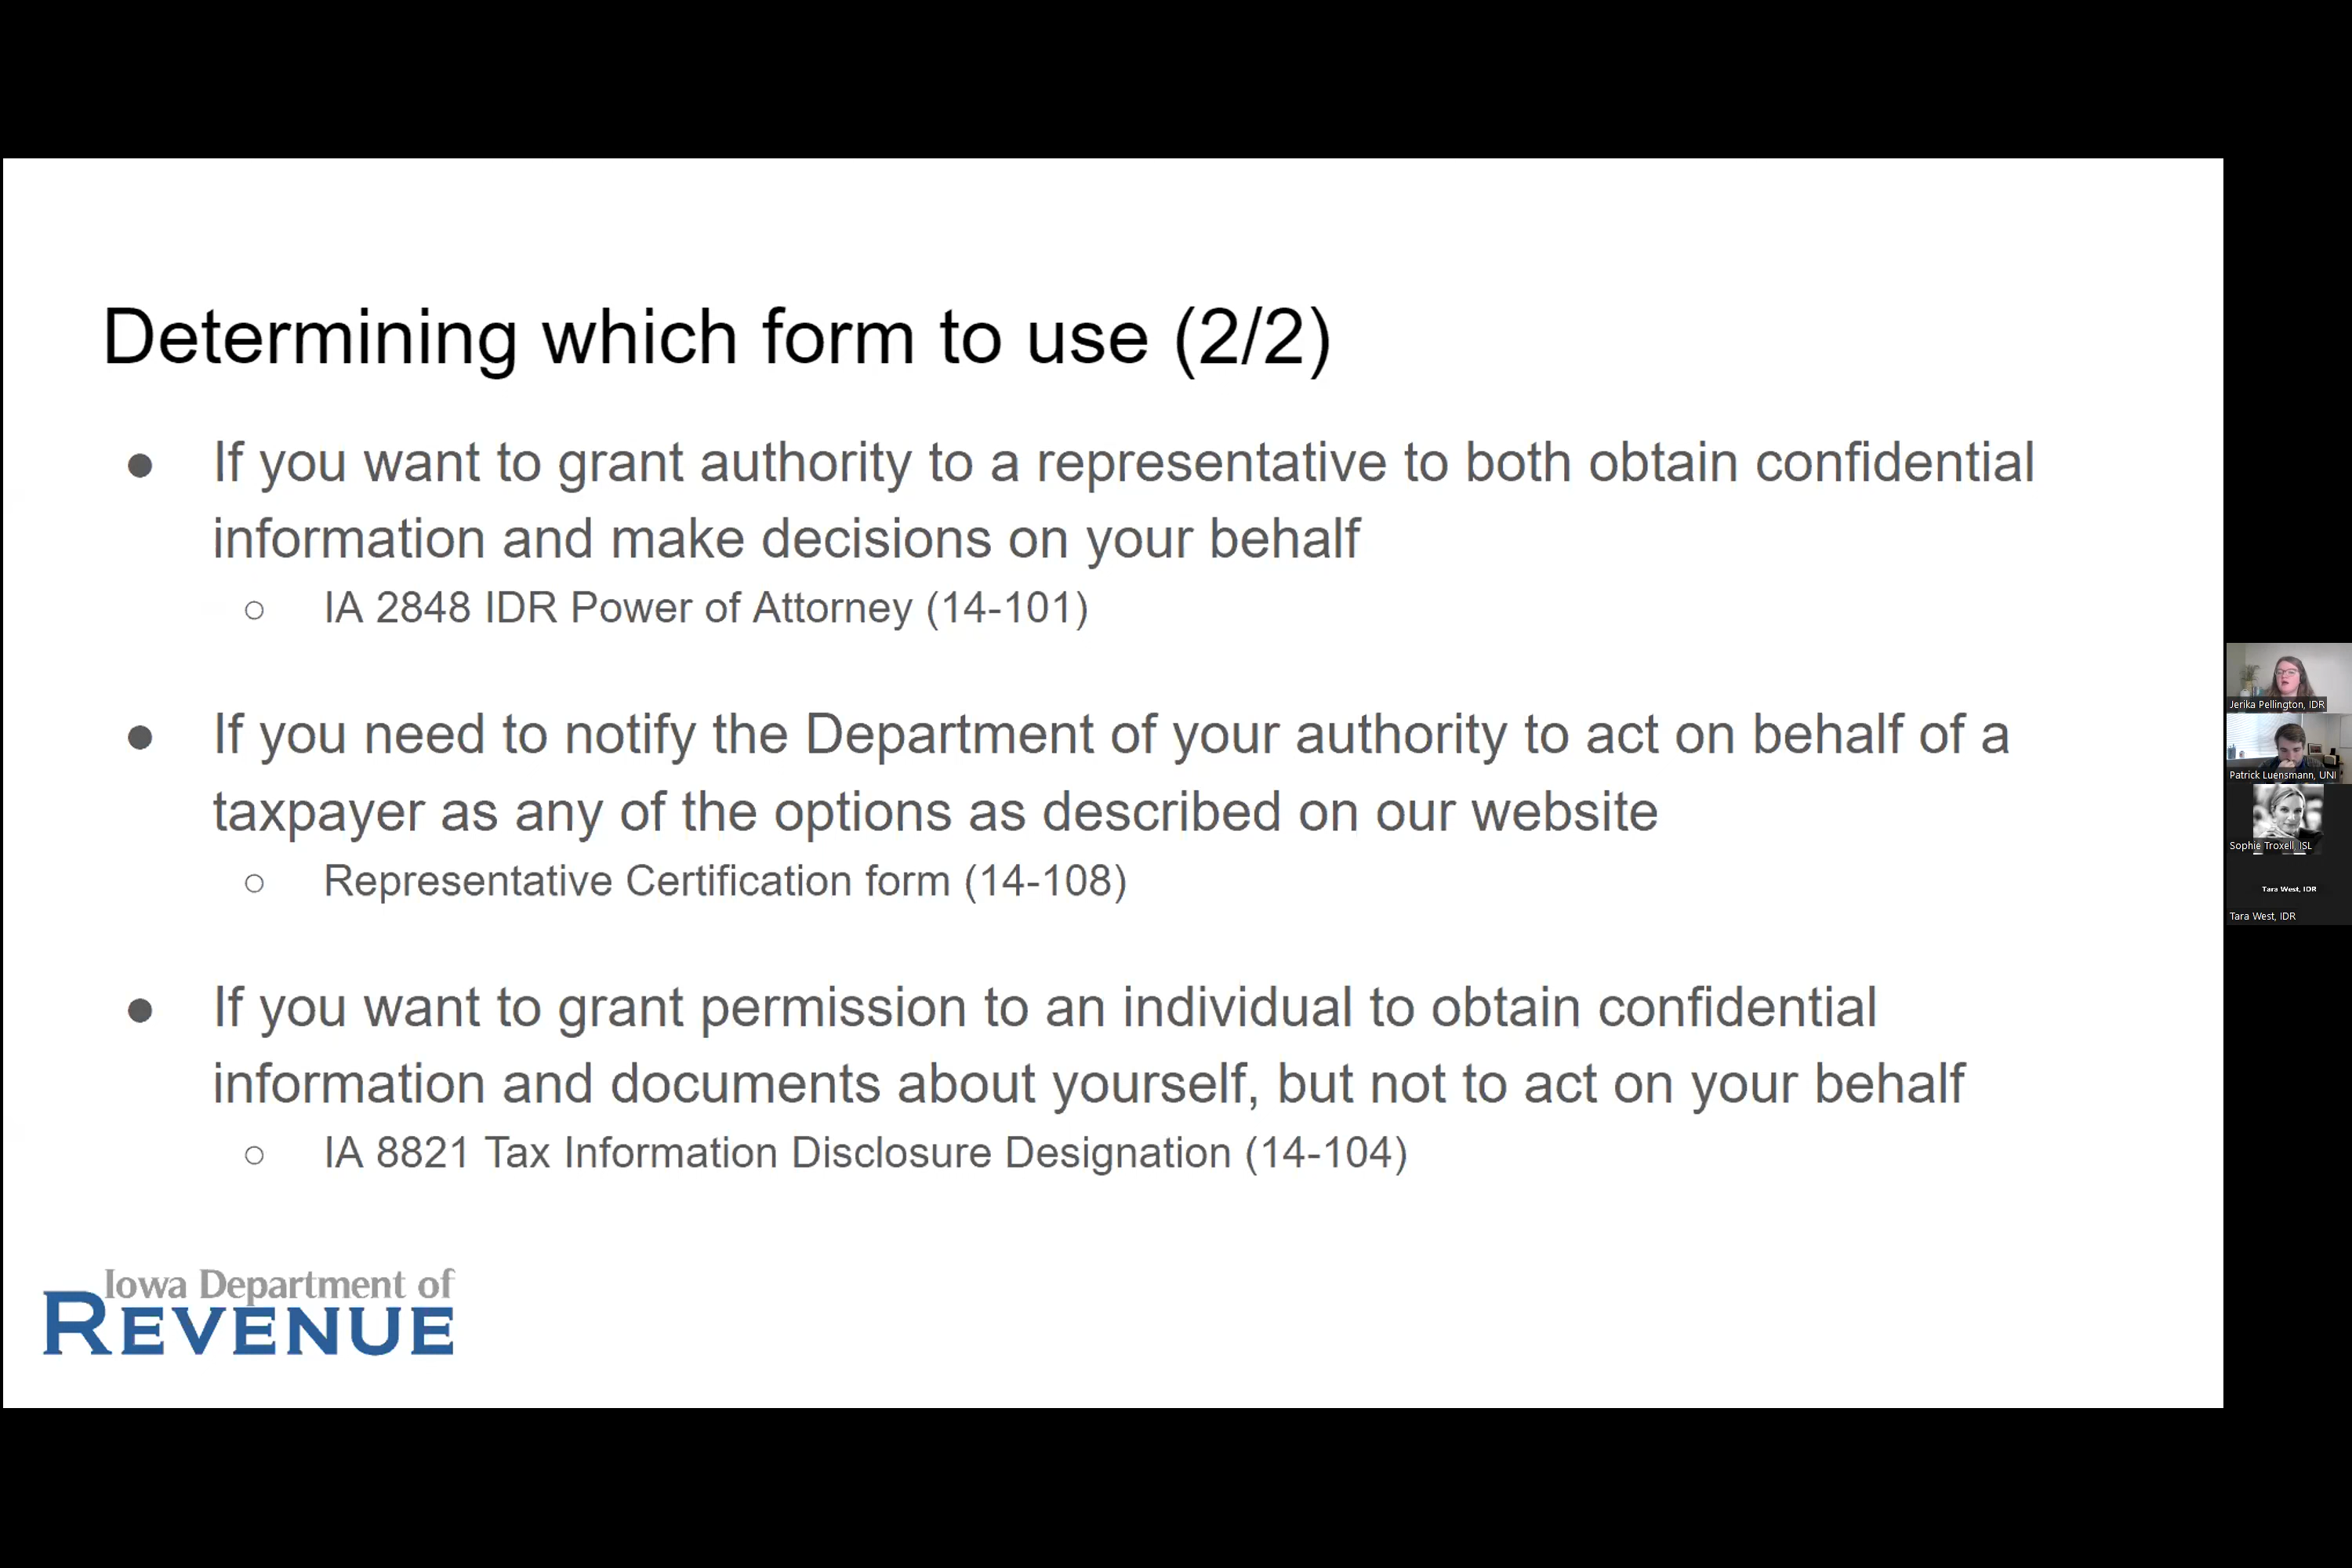 Determining which form to use (2/2)
● If you want to grant authority to a representative to both obtain confidential
information and make decisions on your behalf
○ IA 2848 IDR Power of Attorney (14-101)
● If you need to notify the Department of your authority to act on behalf of a
taxpayer as any of the options as described on our website
○ Representative Certification form (14-108)
● If you want to grant permission to an individual to obtain confidential
information and documents about yourself, but not to act on your behalf
○ IA 8821 Tax Information Disclosure Designation (14-104)
Iowa Department of
REVENUE
Jerika Pellington, IDR
Patrick Luensmann, UNI
Sophie Troxell, ISL
Tara West, IDR
Tara West, IDR